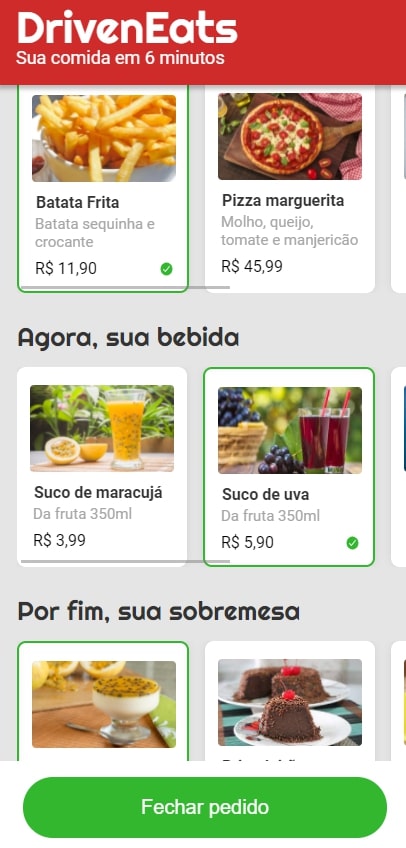 DrivenEats
Sua comida em 6 minutos
Batata Frita
Batata sequinha e
crocante
R$ 11,90
Pizza marguerita
Molho, queijo,
tomate e manjericão
R$ 45,99
Agora, sua bebida
Suco de maracujá
Da fruta 350ml
R$ 3,99
Suco de uva
Da fruta 350ml
R$ 5,90
Por fim, sua sobremesa
Fechar pedido